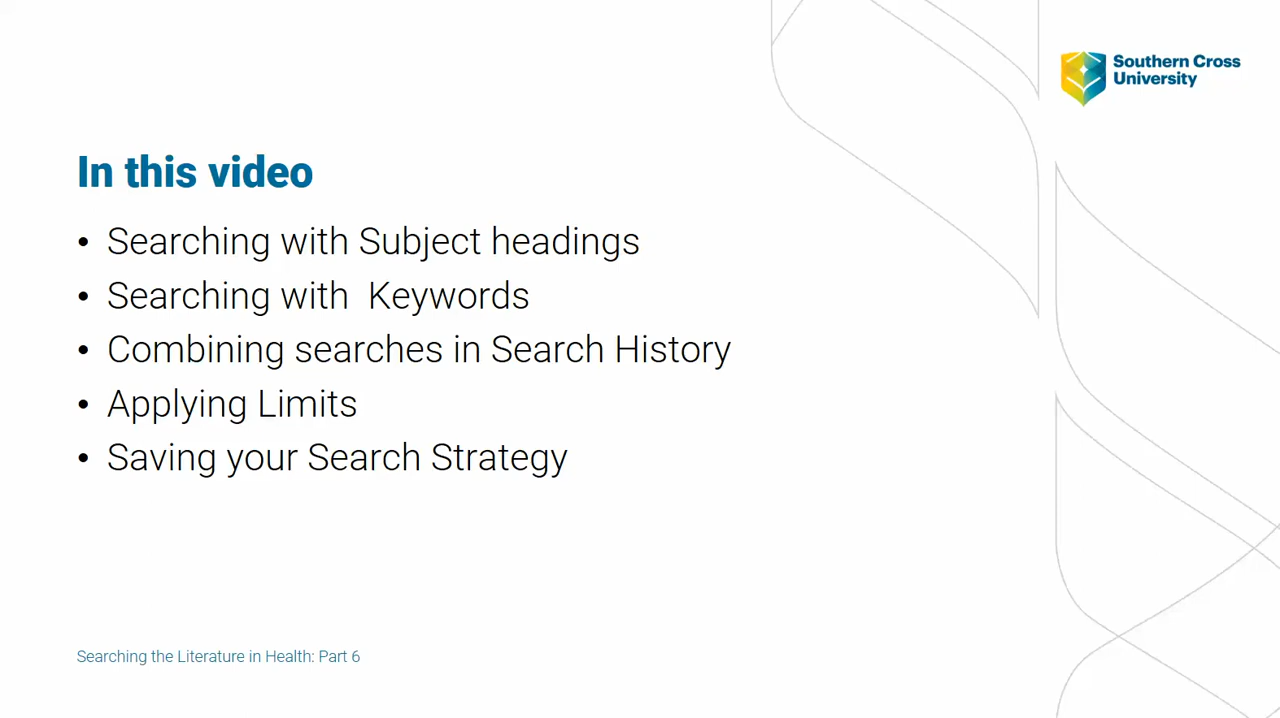 Southern Cross
University
In this video
• Searching with Subject headings
• Searching with  Keywords
• Combining searches in Search History
• Applying Limits
• Saving your Search Strategy
Searching the Literature in Health: Part 6